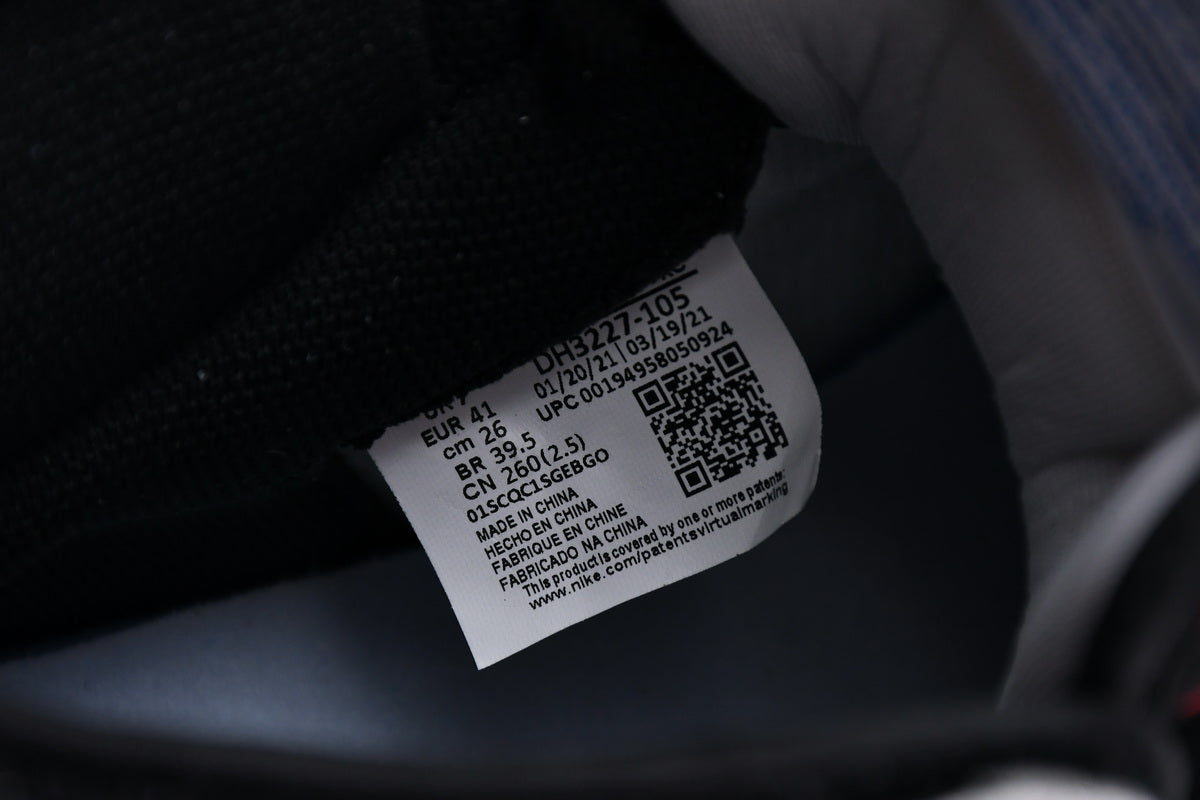 DH3227-105
01/20/21|03/19/21
UPC 00194958050924
EUR 41
cm 26
BR 39.5
CN 260(2.5)
01SCQC1SGEBGO
MADE IN CHINA
HECHO EN CHINA
FABRIQUE EN CHINE
FABRICADO NA CHINA
This product is covered by one or more patents:
www.nike.com/patentsvirtualmarking